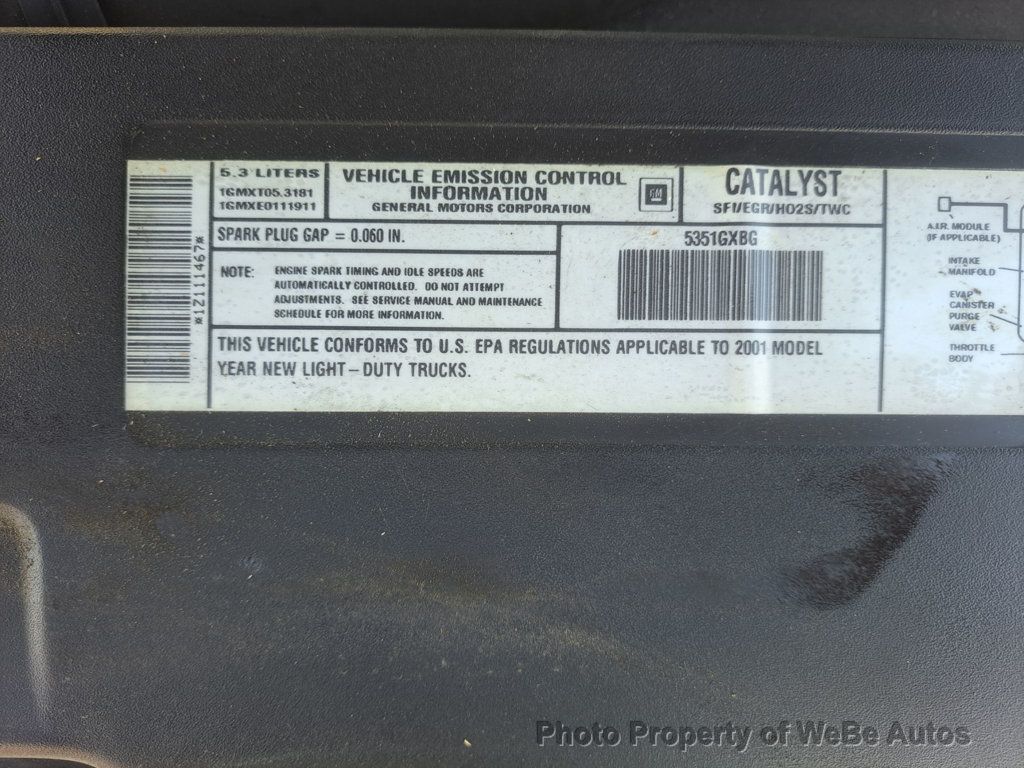 *1Z111467*
5.3 LITERS
1GMXT05.3181
1GMXE0111911
VEHICLE EMISSION CONTROL
INFORMATION
GENERAL MOTORS CORPORATION
GM
CATALYST
SFI/EGR/HO2S/TWC
SPARK PLUG GAP = 0.060 IN.
NOTE: ENGINE SPARK TIMING AND IDLE SPEEDS ARE
AUTOMATICALLY CONTROLLED. DO NOT ATTEMPT
ADJUSTMENTS. SEE SERVICE MANUAL AND MAINTENANCE
SCHEDULE FOR MORE INFORMATION.
5351GXBG
THIS VEHICLE CONFORMS TO U.S. EPA REGULATIONS APPLICABLE TO 2001 MODEL
YEAR NEW LIGHT-DUTY TRUCKS.
A.I.R. MODULE
(IF APPLICABLE)
INTAKE
MANIFOLD
EVAP
CANISTER
PURGE
VALVE
THROTTLE
BODY
Photo Property of WeBe Autos